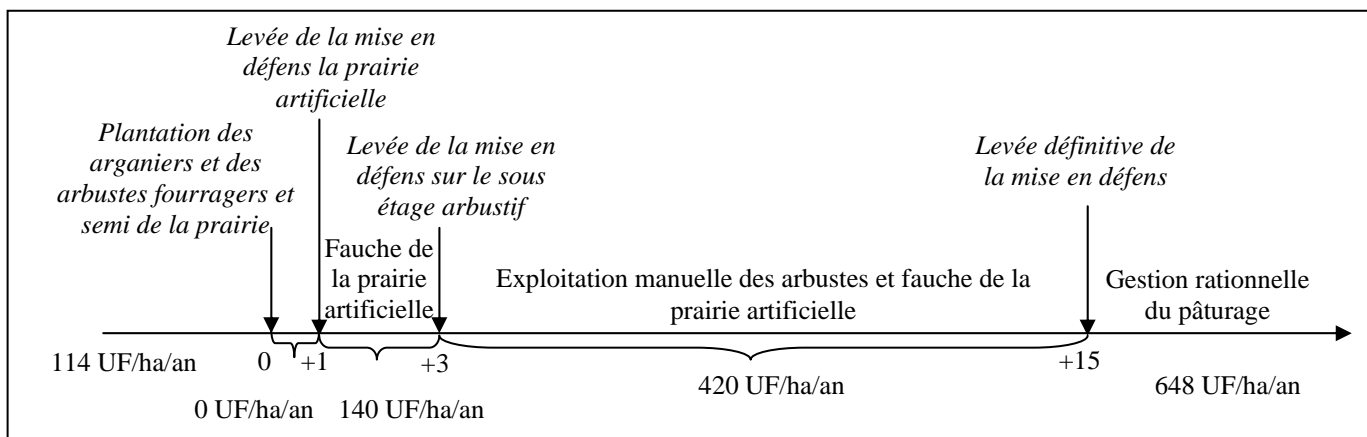 Levée de la mise en
défens la prairie
artificielle
Plantation des
arganiers et des
arbustes fourragers et
semi de la prairie
Levée de la mise en
défens sur le sous
étage arbustif
Levée définitive de
la mise en défens
Fauche de
la prairie
artificielle
Exploitation manuelle des arbustes et fauche de la
prairie artificielle
Gestion rationnelle
du pâturage
114 UF/ha/an
0
+1
+3
+15
0 UF/ha/an
140 UF/ha/an
420 UF/ha/an
648 UF/ha/an